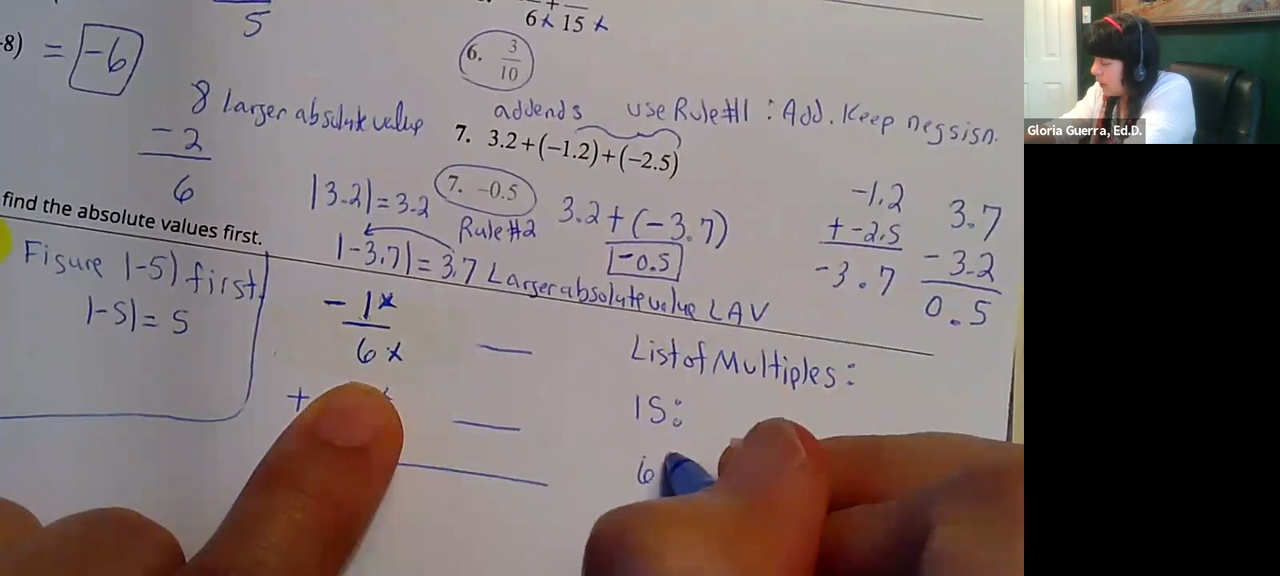 5
6x 15x
-8) = -6
6. 3/10
8 larger absolute value
- 2
6
addends use Rule#1 : Add. Keep neg sign.
7. 3.2+(−1.2)+(−2.5)
find the absolute values first.
|3.2| = 3.2
7. −0.5
Rule#2
3.2+(-3.7)
-0.5
-1.2
+ -2.5
-3.7
3.7
- 3.2
0.5
|-3.7| = 3.7 Larger absolute value LAV
Figure |-5| first.
|-5| = 5
- 1x
6x
+
List of Multiples:
15:
6
Gloria Guerra, Ed.D.